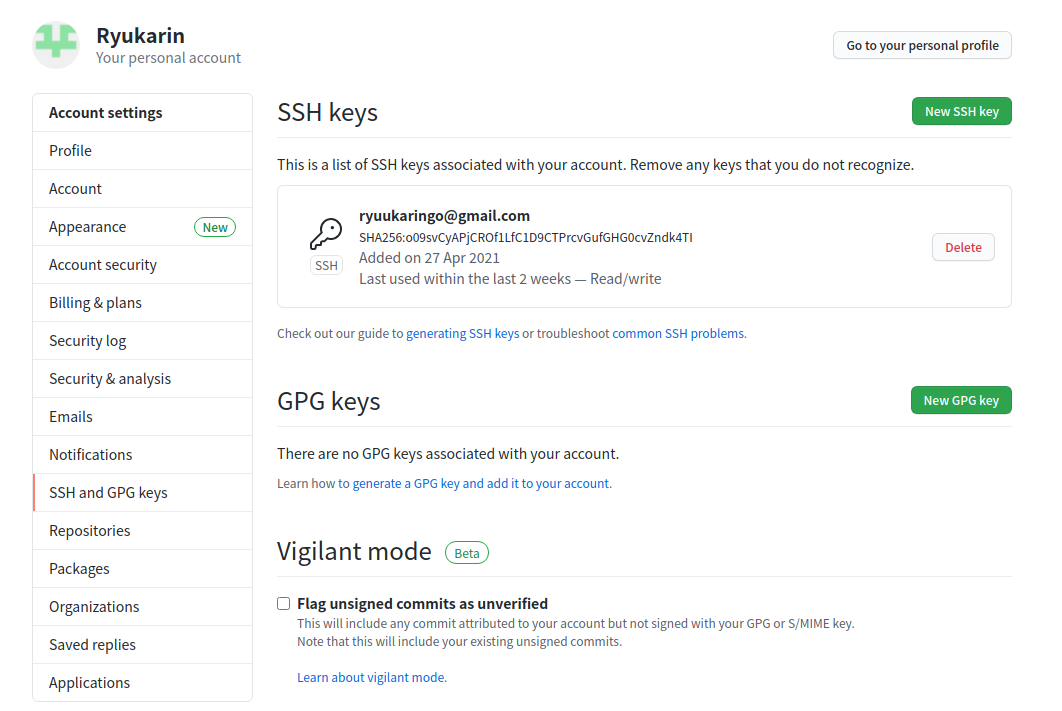 Ryukarin
Your personal account
Go to your personal profile
Account settings
Profile
Account
Appearance New
Account security
Billing & plans
Security log
Security & analysis
Emails
Notifications
SSH and GPG keys
Repositories
Packages
Organizations
Saved replies
Applications
SSH keys
New SSH key
This is a list of SSH keys associated with your account. Remove any keys that you do not recognize.
ryuukaringo@gmail.com
SHA256:o09svCyAPjCROf1LfC1D9CTPrcvGufGHG0cvZndk4TI
Added on 27 Apr 2021
Last used within the last 2 weeks — Read/write
SSH
Delete
Check out our guide to generating SSH keys or troubleshoot common SSH problems.
GPG keys
New GPG key
There are no GPG keys associated with your account.
Learn how to generate a GPG key and add it to your account.
Vigilant mode Beta
Flag unsigned commits as unverified
This will include any commit attributed to your account but not signed with your GPG or S/MIME key.
Note that this will include your existing unsigned commits.
Learn about vigilant mode.